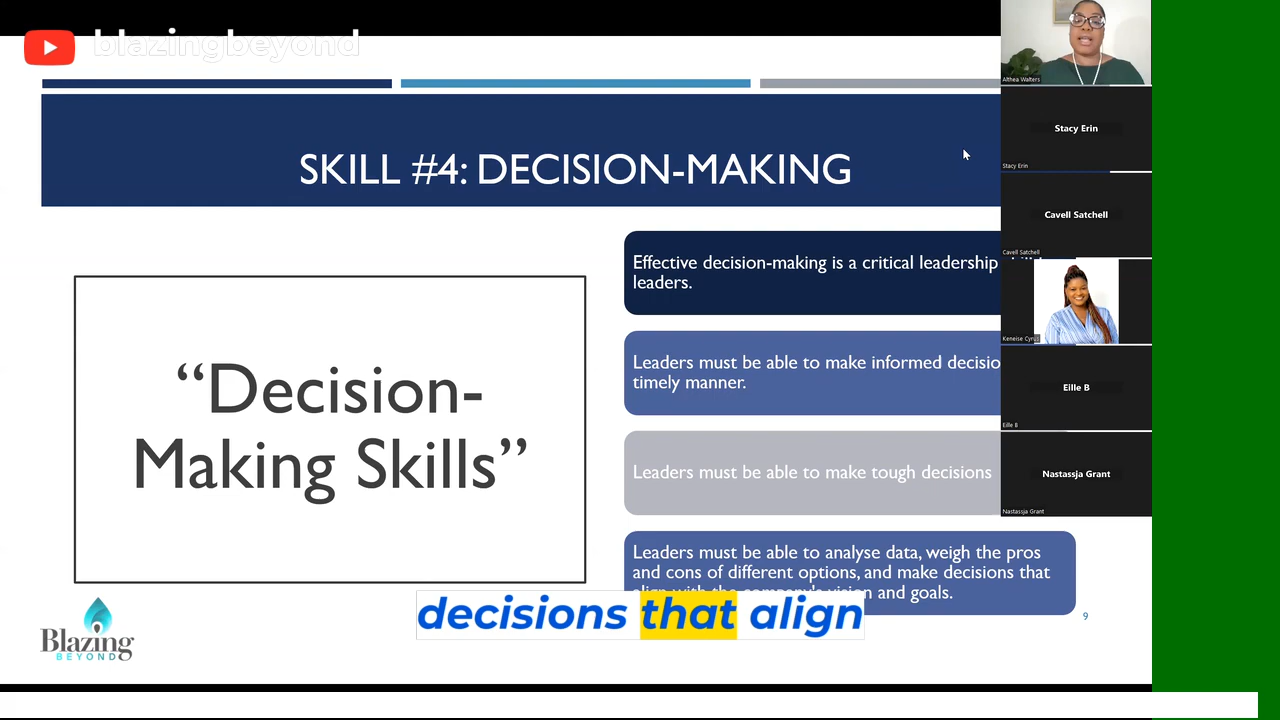 blazingbeyond
SKILL #4: DECISION-MAKING
“Decision-
Making Skills”
Effective decision-making is a critical leadership
leaders.
Leaders must be able to make informed
timely manner.
Leaders must be able to make tough decisions
Leaders must be able to analyse data, weigh the pros
and cons of different options, and make decisions that
and goals.
decisions that align
Blazing
BEYOND
9
Althea Walters
Stacy Erin
Stacy Erin
Cavell Satchell
Cavell Satchell
Keneise
Eille B
Eille B
Nastassja Grant
Nastassja Grant